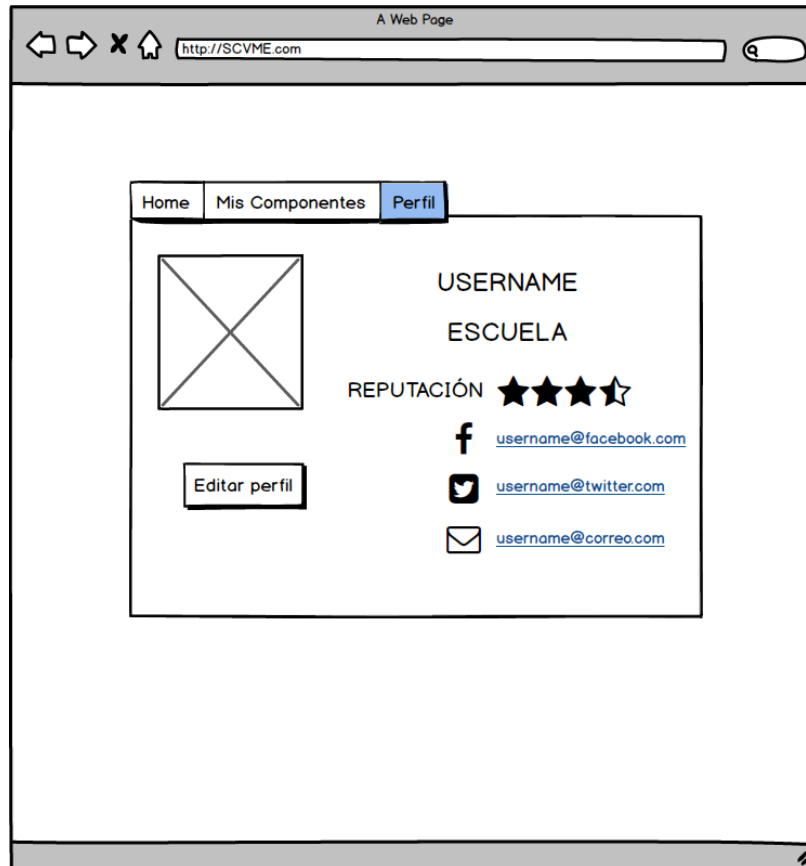 A Web Page
http://SCVME.com
Home Mis Componentes Perfil
USERNAME
ESCUELA
REPUTACIÓN
username@facebook.com
Editar perfil
username@twitter.com
username@correo.com